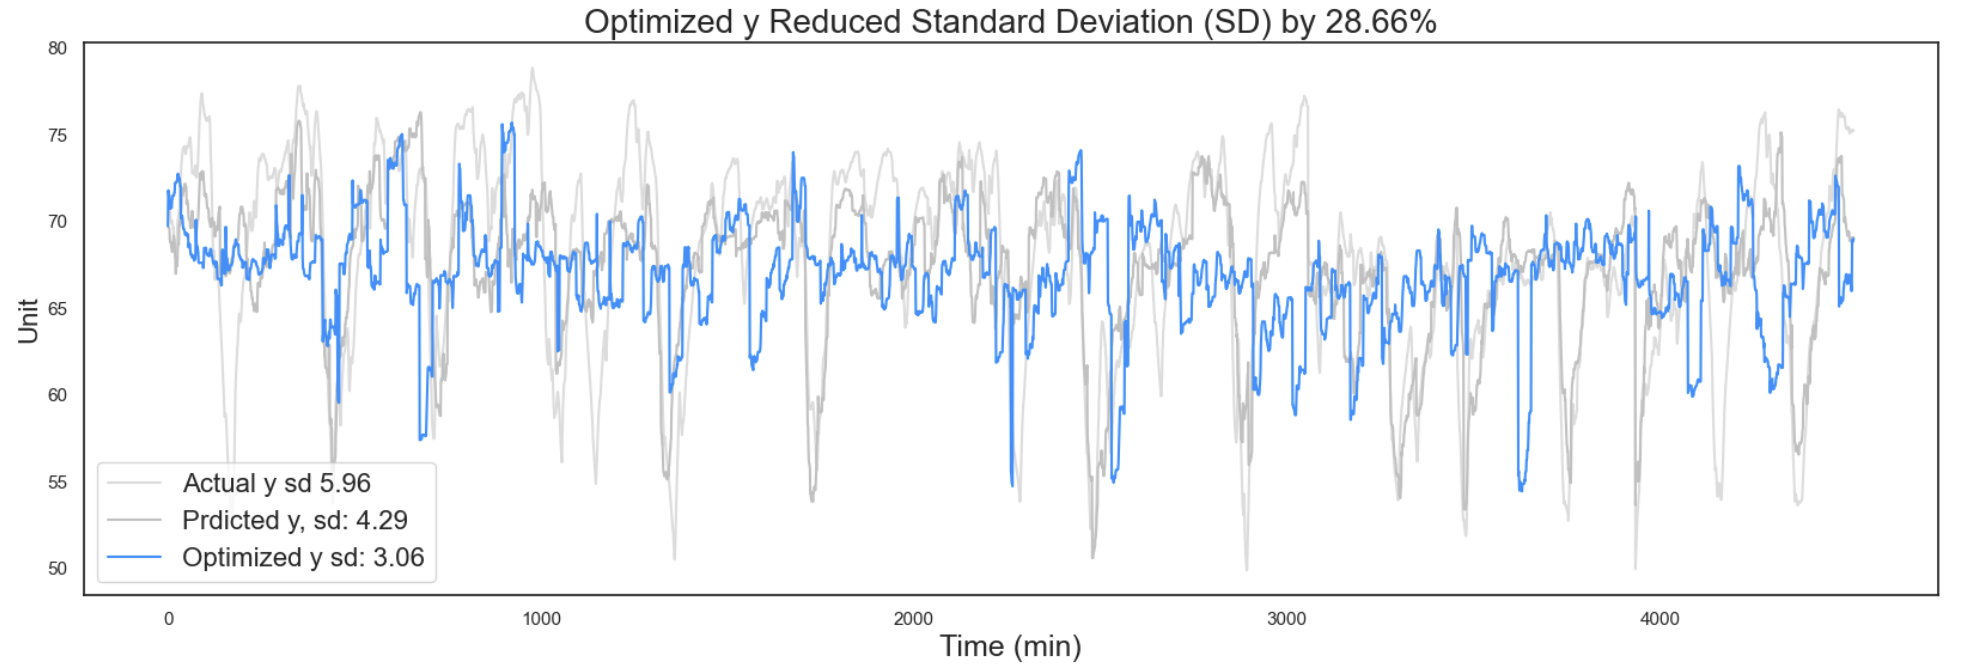 Optimized y Reduced Standard Deviation (SD) by 28.66%
80
75
70
65
60
55
50
Unit
Actual y sd 5.96
Prdicted y, sd: 4.29
Optimized y sd: 3.06
0 1000 2000 3000 4000
Time (min)